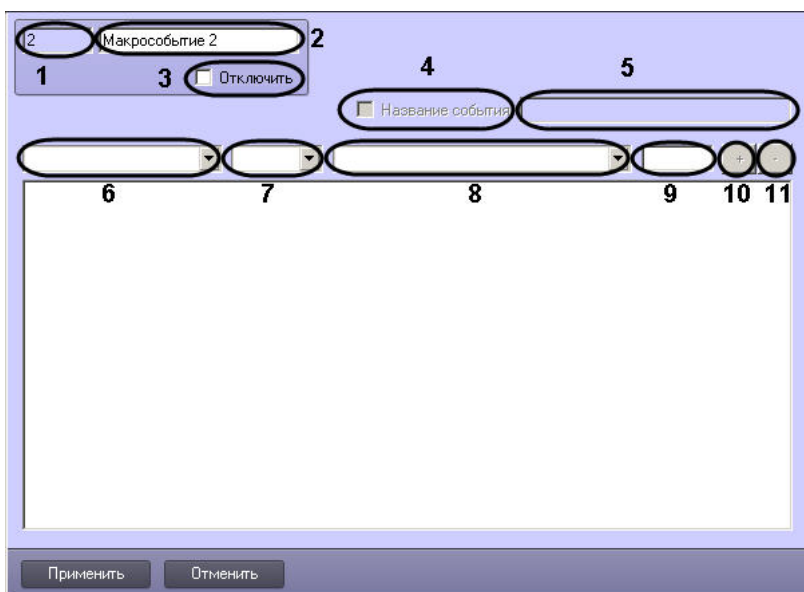 2 Макрособытие 2 2
1 3 Отключить
4 5
Название события
+ -
6 7 8 9 10 11
Применить Отменить